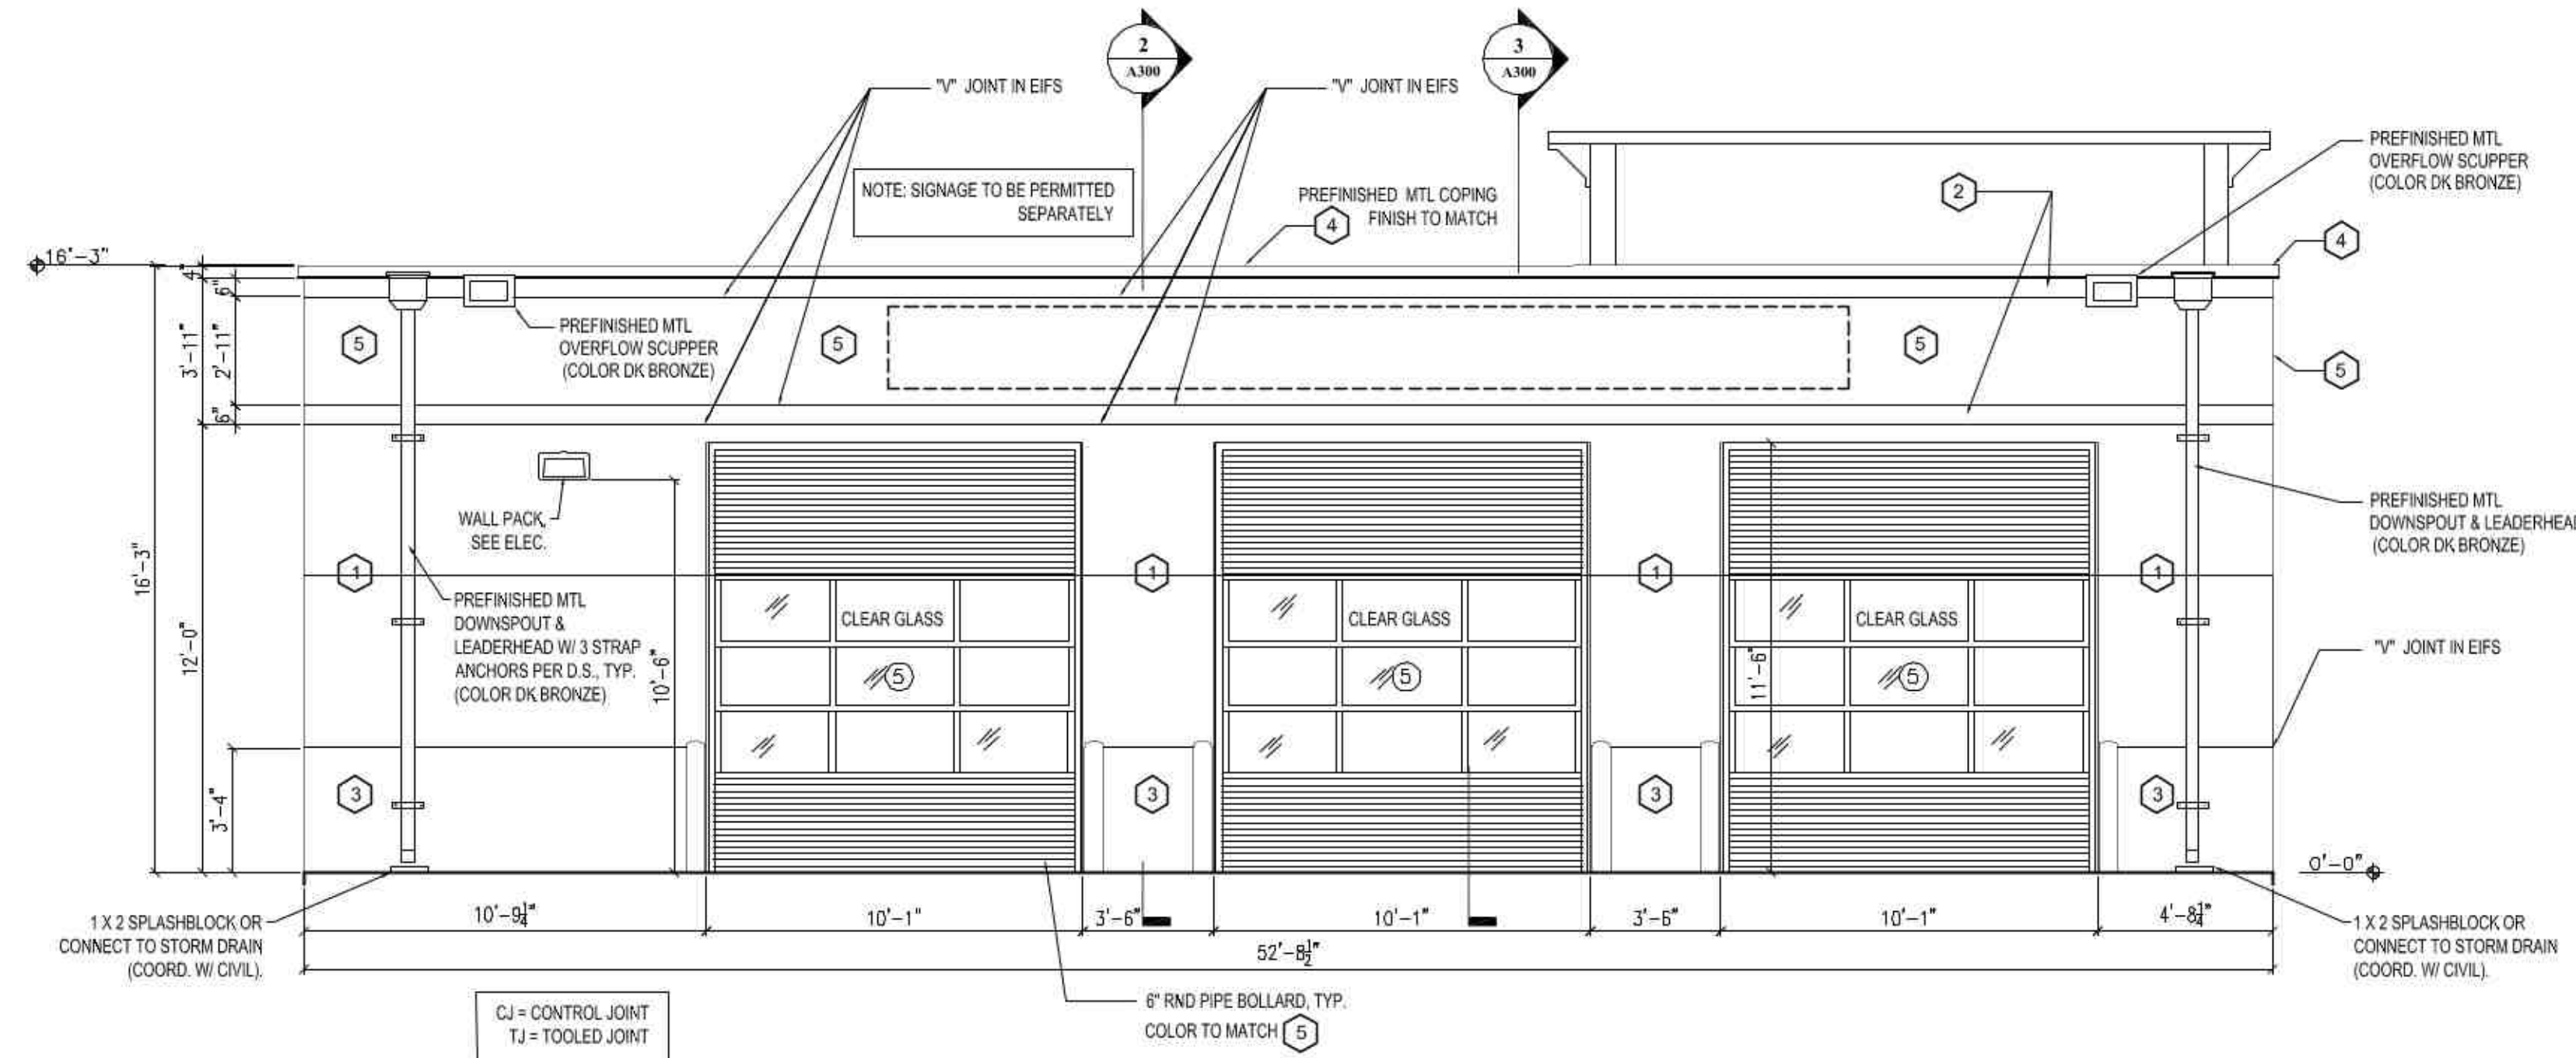 2
A300
3
A300
"V" JOINT IN EIFS
"V" JOINT IN EIFS
NOTE: SIGNAGE TO BE PERMITTED
SEPARATELY
PREFINISHED MTL COPING
FINISH TO MATCH
4
2
PREFINISHED MTL
OVERFLOW SCUPPER
(COLOR DK BRONZE)
4
16'-3"
4"
6"
3'-11"
2'-11"
6"
5
PREFINISHED MTL
OVERFLOW SCUPPER
(COLOR DK BRONZE)
5
5
5
WALL PACK,
SEE ELEC.
PREFINISHED MTL
DOWNSPOUT & LEADERHEAD
(COLOR DK BRONZE)
16'-3"
12'-0"
1
1
1
1
PREFINISHED MTL
DOWNSPOUT &
LEADERHEAD W/ 3 STRAP
ANCHORS PER D.S., TYP.
(COLOR DK BRONZE)
10'-6"
CLEAR GLASS
CLEAR GLASS
CLEAR GLASS
5
5
5
11'-6"
"V" JOINT IN EIFS
3'-4"
3
3
3
3
0'-0"
10'-9¼"
10'-1"
3'-6"
10'-1"
3'-6"
10'-1"
4'-8¼"
52'-8½"
1 X 2 SPLASHBLOCK OR
CONNECT TO STORM DRAIN
(COORD. W/ CIVIL).
1 X 2 SPLASHBLOCK OR
CONNECT TO STORM DRAIN
(COORD. W/ CIVIL).
CJ = CONTROL JOINT
TJ = TOOLED JOINT
6" RND PIPE BOLLARD, TYP.
COLOR TO MATCH 5